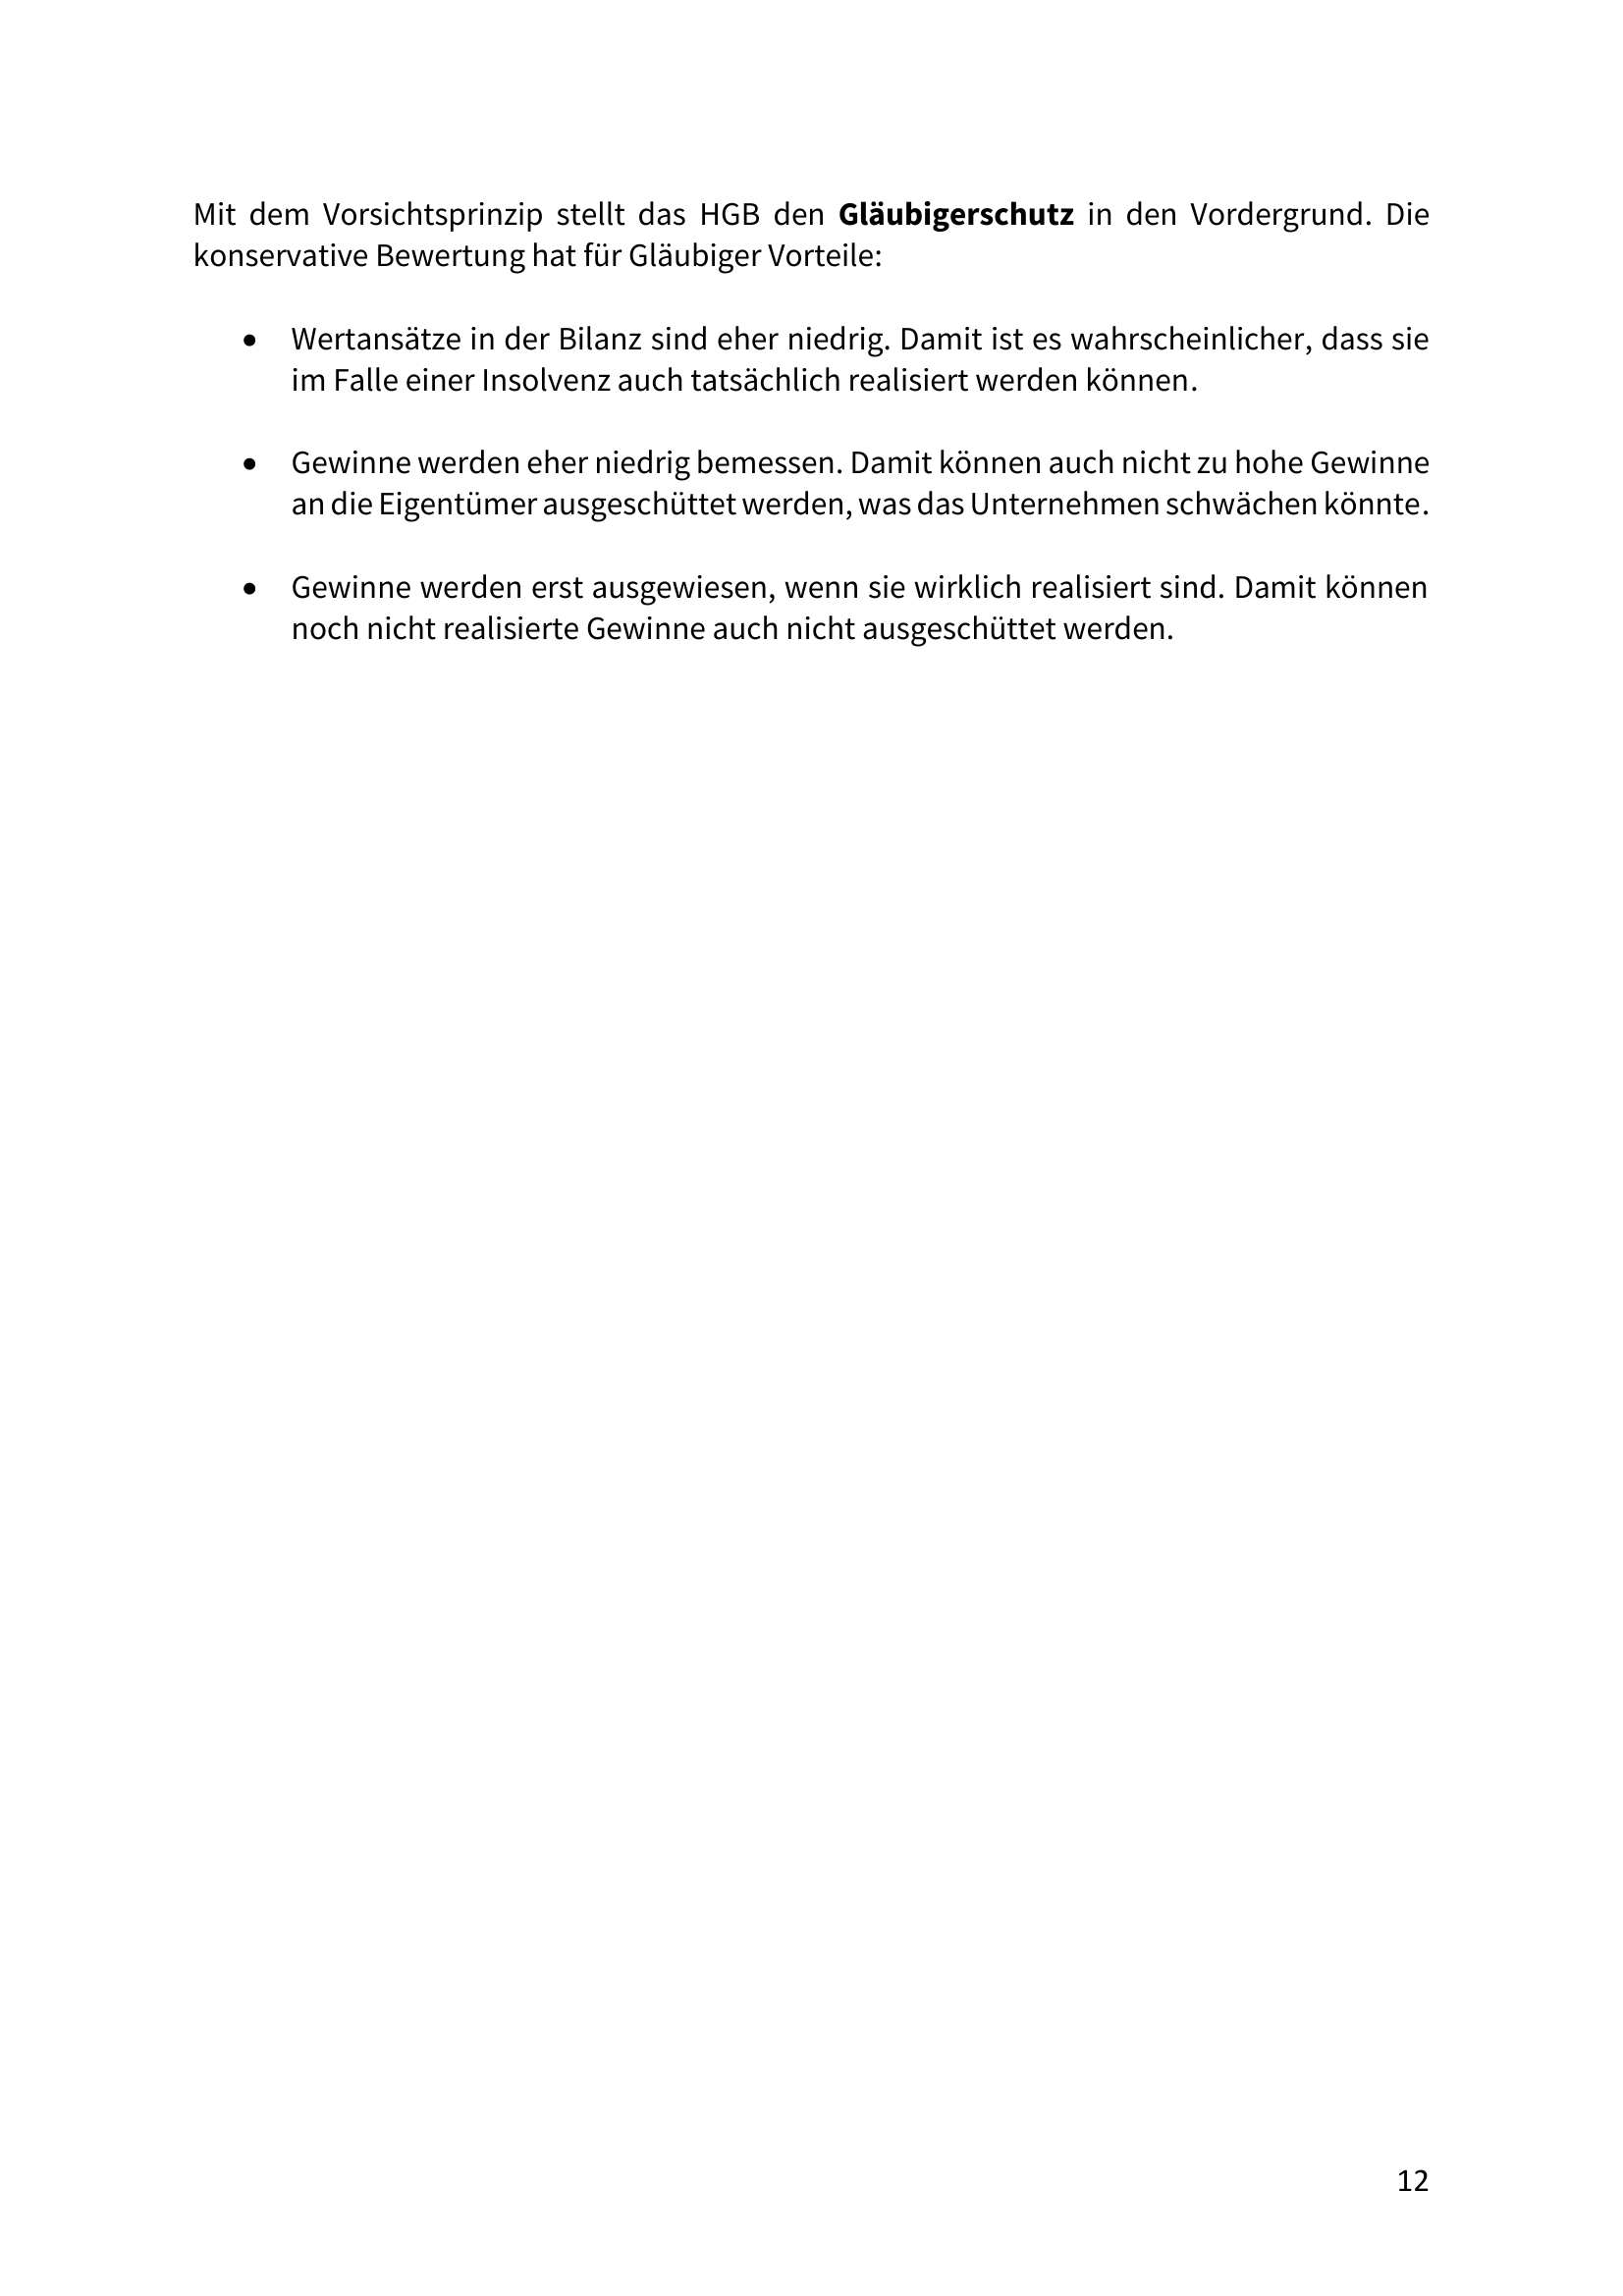 Mit dem Vorsichtsprinzip stellt das HGB den Gläubigerschutz in den Vordergrund. Die
konservative Bewertung hat für Gläubiger Vorteile:
• Wertansätze in der Bilanz sind eher niedrig. Damit ist es wahrscheinlicher, dass sie
im Falle einer Insolvenz auch tatsächlich realisiert werden können.
• Gewinne werden eher niedrig bemessen. Damit können auch nicht zu hohe Gewinne
an die Eigentümer ausgeschüttet werden, was das Unternehmen schwächen könnte.
• Gewinne werden erst ausgewiesen, wenn sie wirklich realisiert sind. Damit können
noch nicht realisierte Gewinne auch nicht ausgeschüttet werden.
12